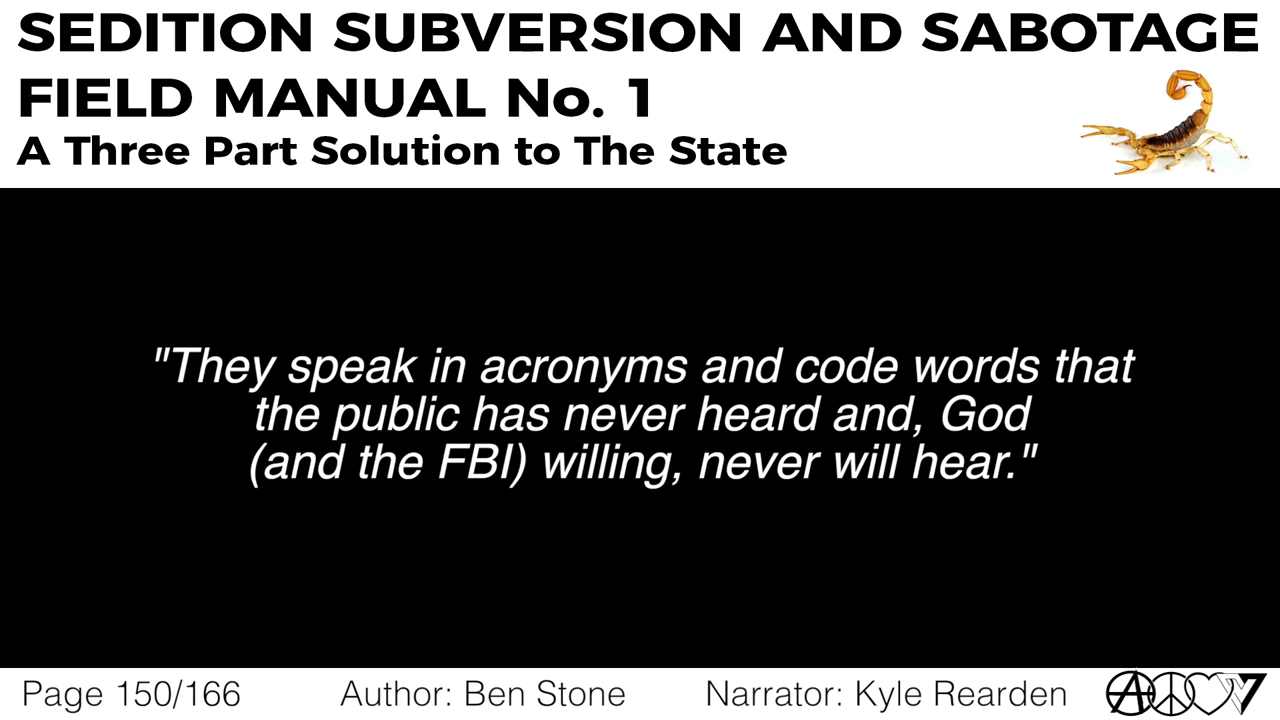 SEDITION SUBVERSION AND SABOTAGE
FIELD MANUAL No. 1
A Three Part Solution to The State
"They speak in acronyms and code words that
the public has never heard and, God
(and the FBI) willing, never will hear."
Page 150/166 Author: Ben Stone Narrator: Kyle Rearden